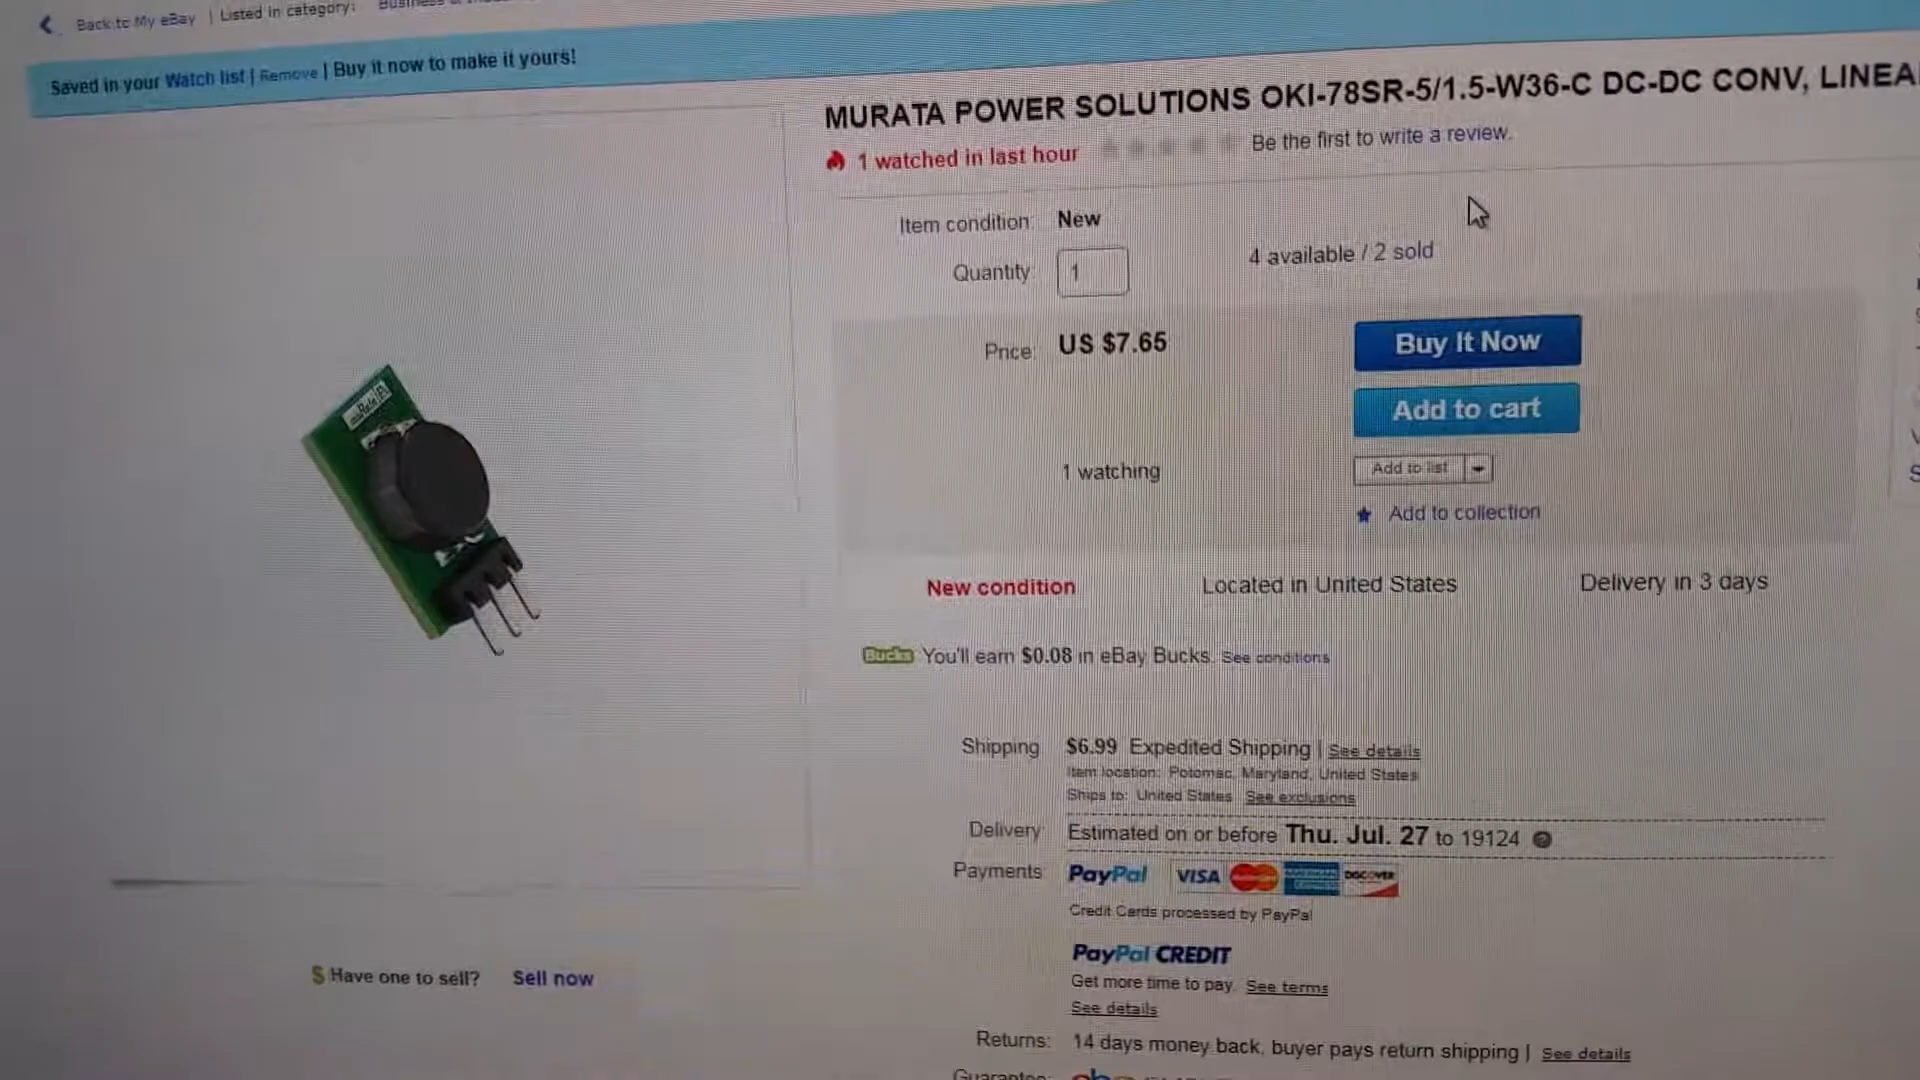 Back to My eBay | Listed in category:
Saved in your Watch list | Remove | Buy it now to make it yours!
MURATA POWER SOLUTIONS OKI-78SR-5/1.5-W36-C DC-DC CONV, LINEA
1 watched in last hour
Be the first to write a review.
Item condition: New
Quantity: 1
4 available / 2 sold
Price: US $7.65
Buy It Now
Add to cart
1 watching
Add to list
Add to collection
New condition
Located in United States
Delivery in 3 days
Bucks You'll earn $0.08 in eBay Bucks. See conditions
Shipping: $6.99 Expedited Shipping | See details
Item location: Potomac, Maryland, United States
Ships to: United States See exclusions
Delivery: Estimated on or before Thu. Jul. 27 to 19124
Payments: PayPal VISA MasterCard AMERICAN EXPRESS DISCOVER
Credit Cards processed by PayPal
PayPal CREDIT
Get more time to pay. See terms
See details
$ Have one to sell? Sell now
Returns: 14 days money back, buyer pays return shipping | See details
Guarantee: